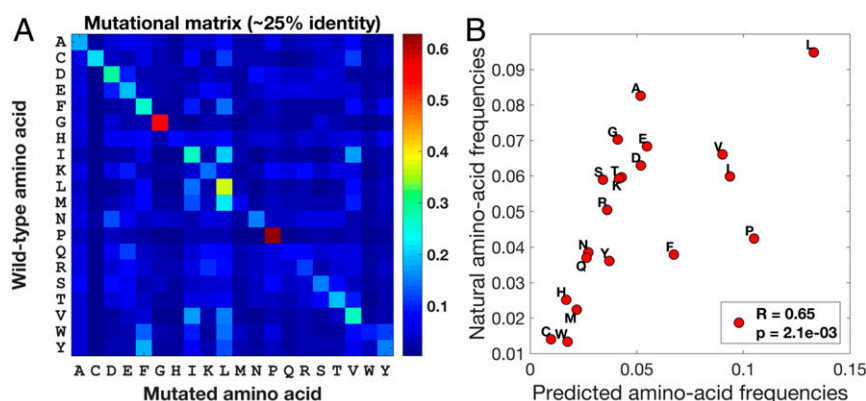 A
Mutational matrix (~25% identity)
Wild-type amino acid
A
C
D
E
F
G
H
I
K
L
M
N
P
Q
R
S
T
V
W
Y
A C D E F G H I K L M N P Q R S T V W Y
Mutated amino acid
0.6
0.5
0.4
0.3
0.2
0.1
B
Natural amino-acid frequencies
0.09
0.08
0.07
0.06
0.05
0.04
0.03
0.02
0.01
L
A
G
E
V
D
S
T
I
K
R
P
N
Y
F
Q
H
M
C
W
R = 0.65
p = 2.1e-03
0
0.05
0.1
0.15
Predicted amino-acid frequencies